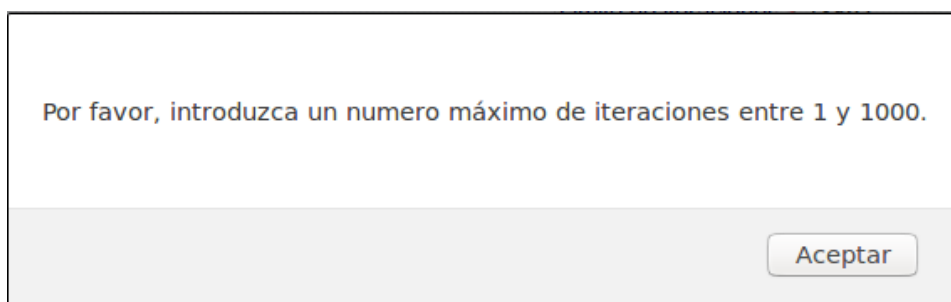 Por favor, introduzca un numero máximo de iteraciones entre 1 y 1000.
Aceptar